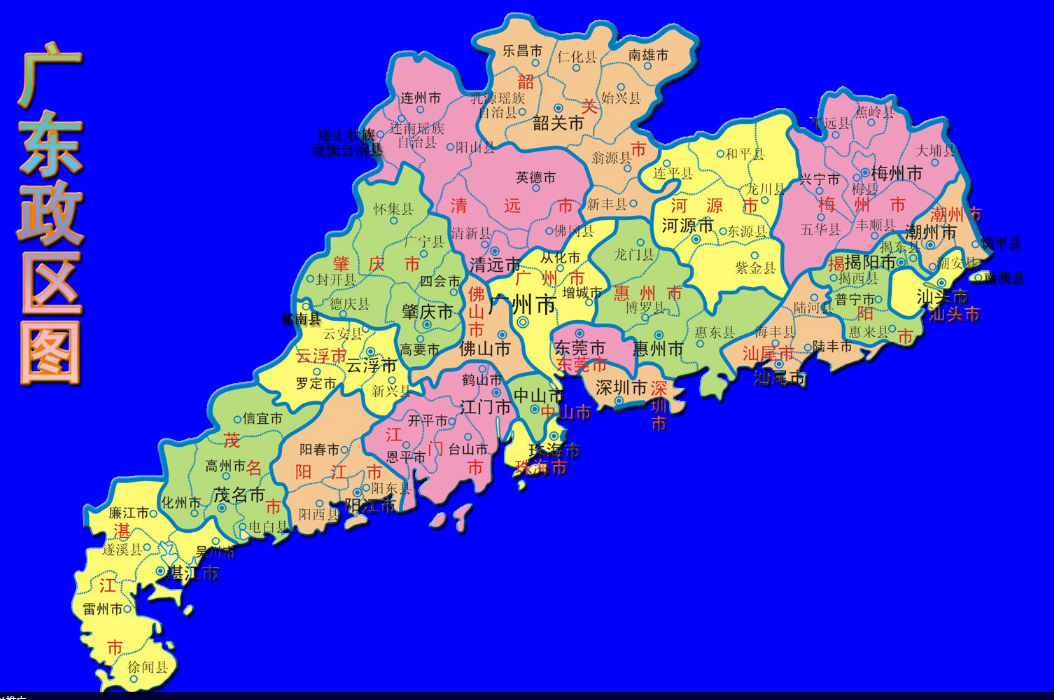 广东政区图
乐昌市
仁化县
南雄市
韶
关
市
乳源瑶族
自治县
始兴县
韶关市
翁源县
新丰县
连州市
连山壮族
瑶族自治县
连南瑶族
自治县
阳山县
英德市
清 远 市
清新县
佛冈县
清远市
和平县
连平县
龙川县
河 源 市
河源市
东源县
紫金县
蕉岭县
平远县
大埔县
兴宁市
梅州市
梅县
梅 州 市
五华县
丰顺县
潮州市
潮州市
饶平县
潮安县
揭东县
揭
阳
市
揭阳市
揭西县
普宁市
惠来县
南澳县
汕头市
汕头市
怀集县
广宁县
肇 庆 市
封开县
四会市
德庆县
肇庆市
高要市
从化市
广 州 市
增城市
广州市
龙门县
惠 州 市
博罗县
惠州市
惠东县
陆河县
海丰县
陆丰市
汕尾市
汕尾市
佛
山
市
佛山市
东莞市
东莞市
深圳市
深
圳
市
郁南县
云安县
云浮市
云浮市
罗定市
新兴县
鹤山市
江门市
开平市
恩平市
台山市
江
门
市
中山市
中山市
珠海市
珠海市
信宜市
茂
名
市
高州市
化州市
茂名市
电白县
阳春市
阳 江 市
阳东县
阳江市
阳西县
廉江市
湛
江
市
遂溪县
吴川市
湛江市
雷州市
徐闻县